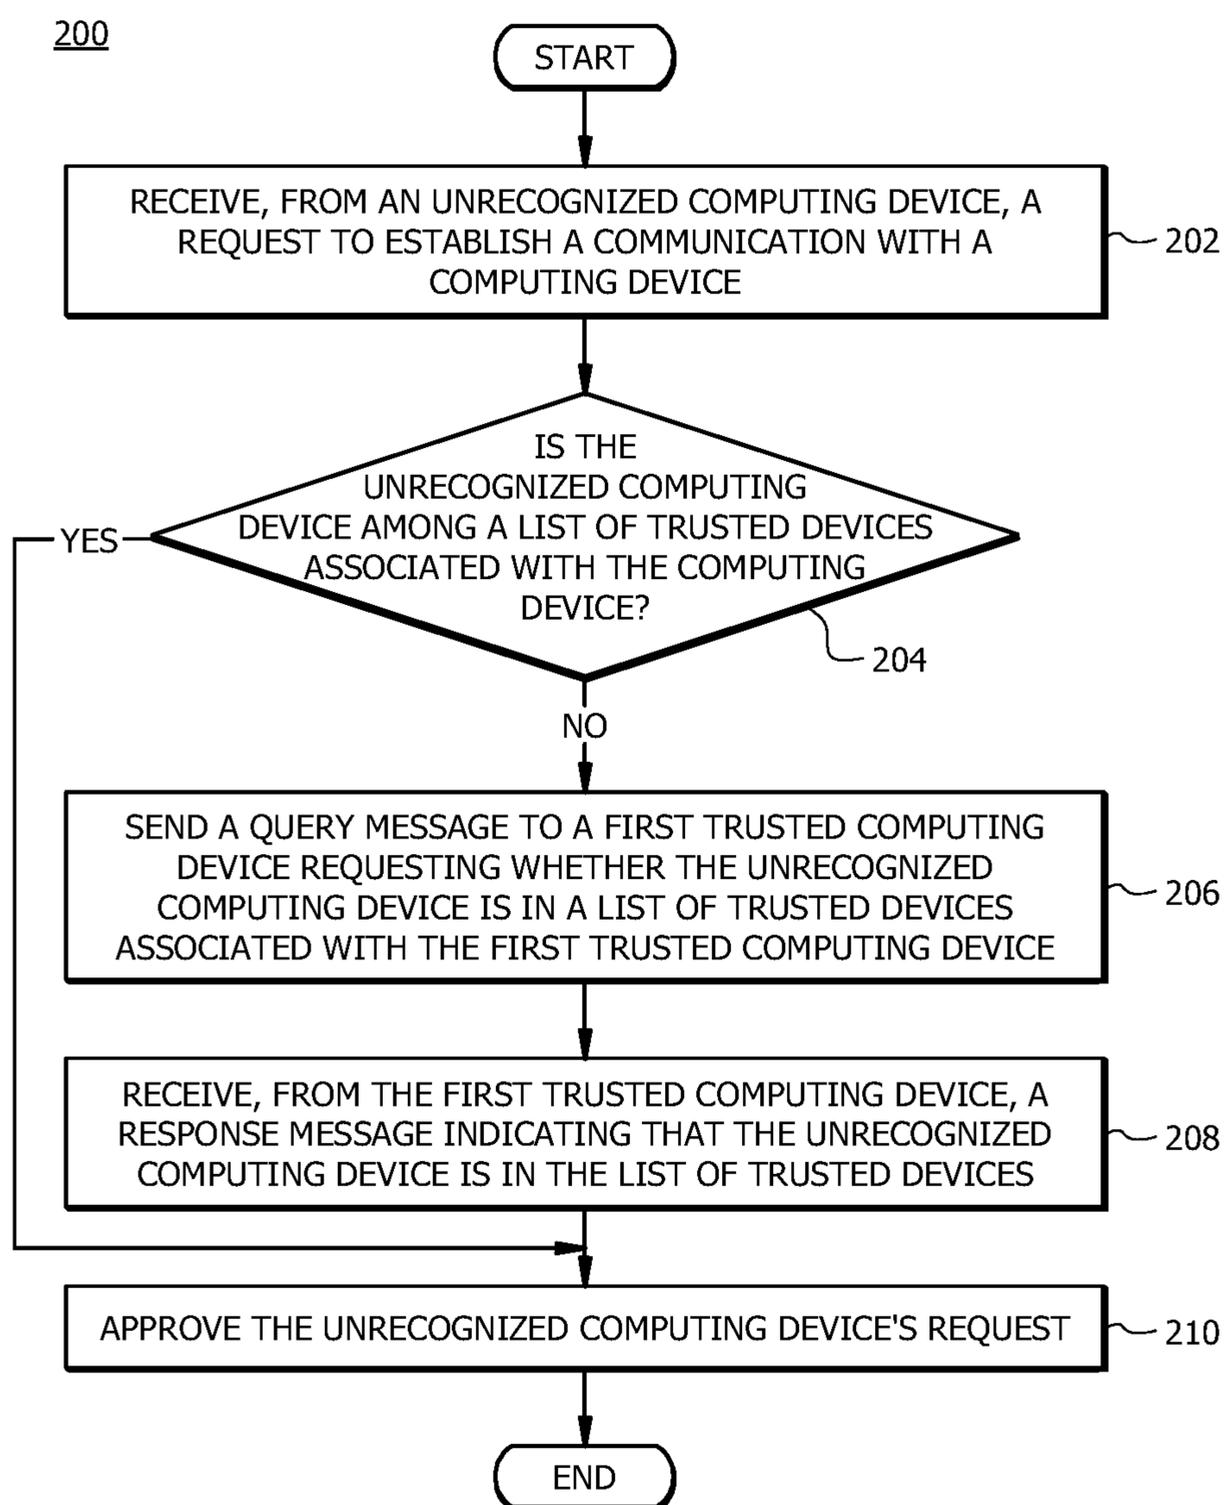 200
START
RECEIVE, FROM AN UNRECOGNIZED COMPUTING DEVICE, A
REQUEST TO ESTABLISH A COMMUNICATION WITH A
COMPUTING DEVICE
202
IS THE
UNRECOGNIZED COMPUTING
DEVICE AMONG A LIST OF TRUSTED DEVICES
ASSOCIATED WITH THE COMPUTING
DEVICE?
YES
204
NO
SEND A QUERY MESSAGE TO A FIRST TRUSTED COMPUTING
DEVICE REQUESTING WHETHER THE UNRECOGNIZED
COMPUTING DEVICE IS IN A LIST OF TRUSTED DEVICES
ASSOCIATED WITH THE FIRST TRUSTED COMPUTING DEVICE
206
RECEIVE, FROM THE FIRST TRUSTED COMPUTING DEVICE, A
RESPONSE MESSAGE INDICATING THAT THE UNRECOGNIZED
COMPUTING DEVICE IS IN THE LIST OF TRUSTED DEVICES
208
APPROVE THE UNRECOGNIZED COMPUTING DEVICE'S REQUEST
210
END